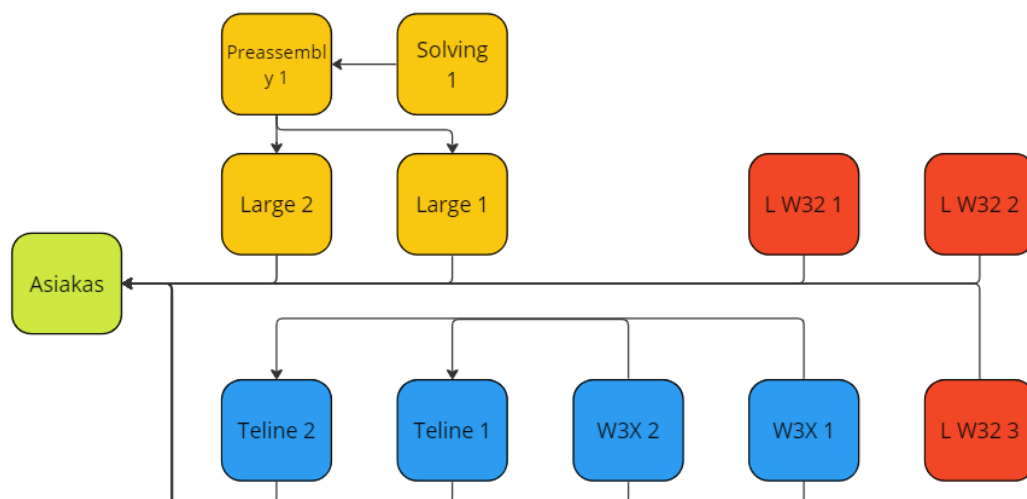 Preassembl
y 1
Solving
1
Large 2
Large 1
L W32 1
L W32 2
Asiakas
Teline 2
Teline 1
W3X 2
W3X 1
L W32 3